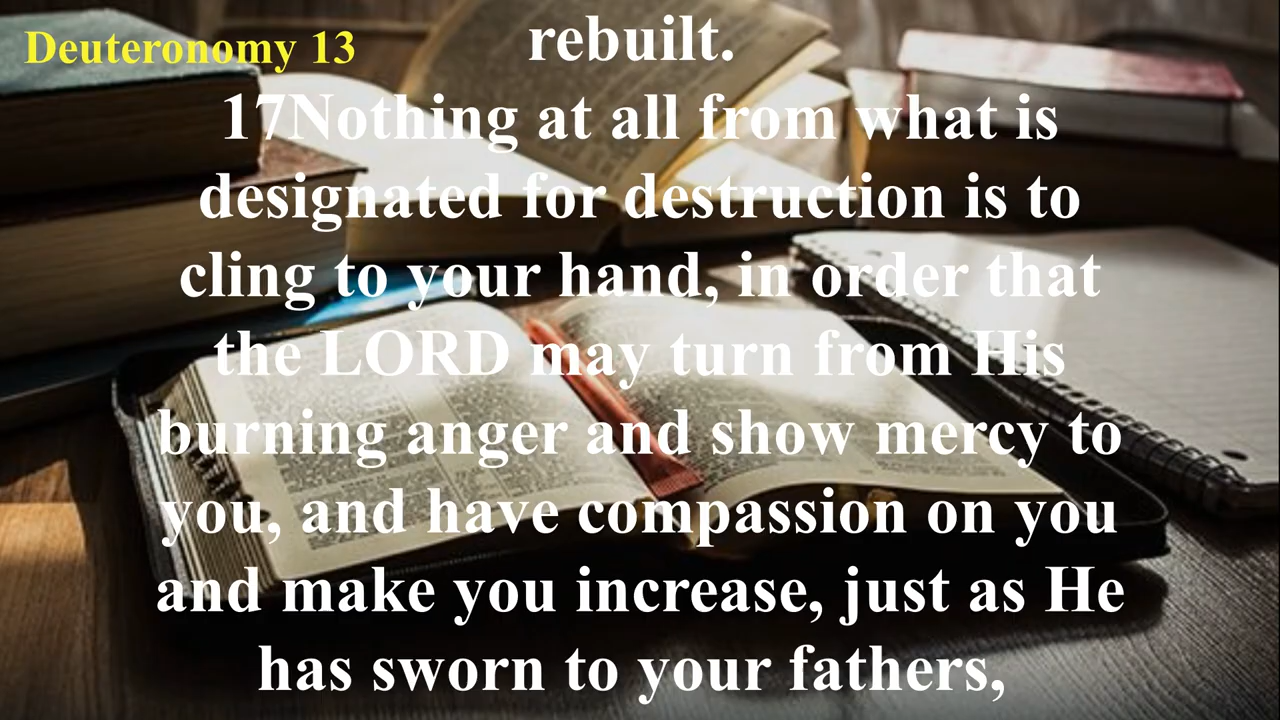 Deuteronomy 13
rebuilt.
17Nothing at all from what is
designated for destruction is to
cling to your hand, in order that
the LORD may turn from His
burning anger and show mercy to
you, and have compassion on you
and make you increase, just as He
has sworn to your fathers,